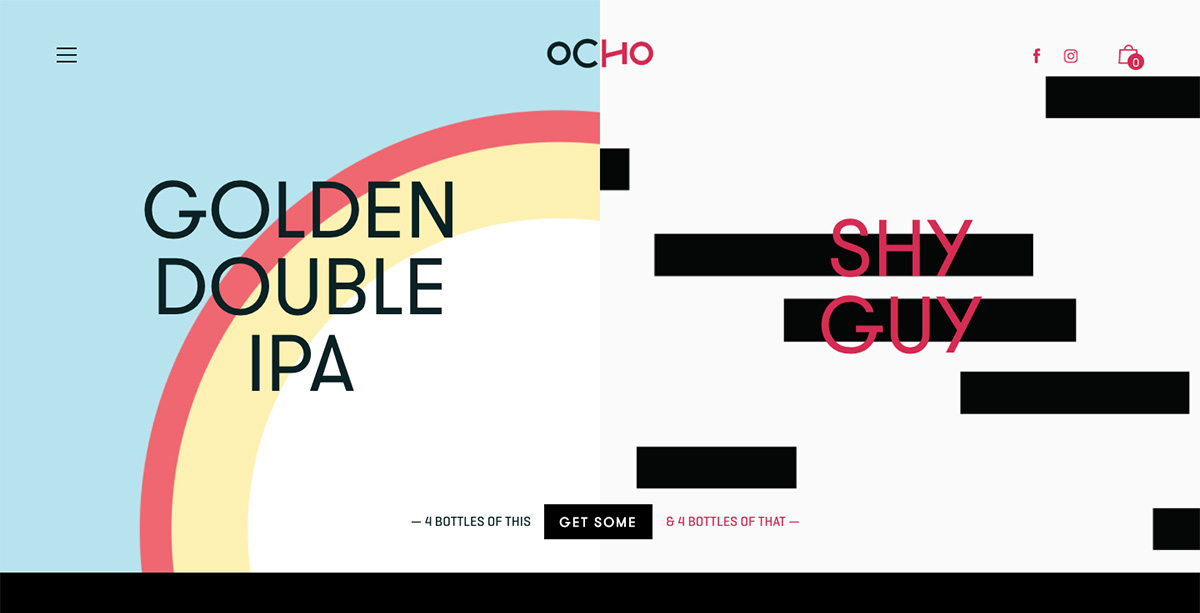 OCHO
0
GOLDEN
DOUBLE
IPA
SHY
GUY
— 4 BOTTLES OF THIS
GET SOME
& 4 BOTTLES OF THAT —